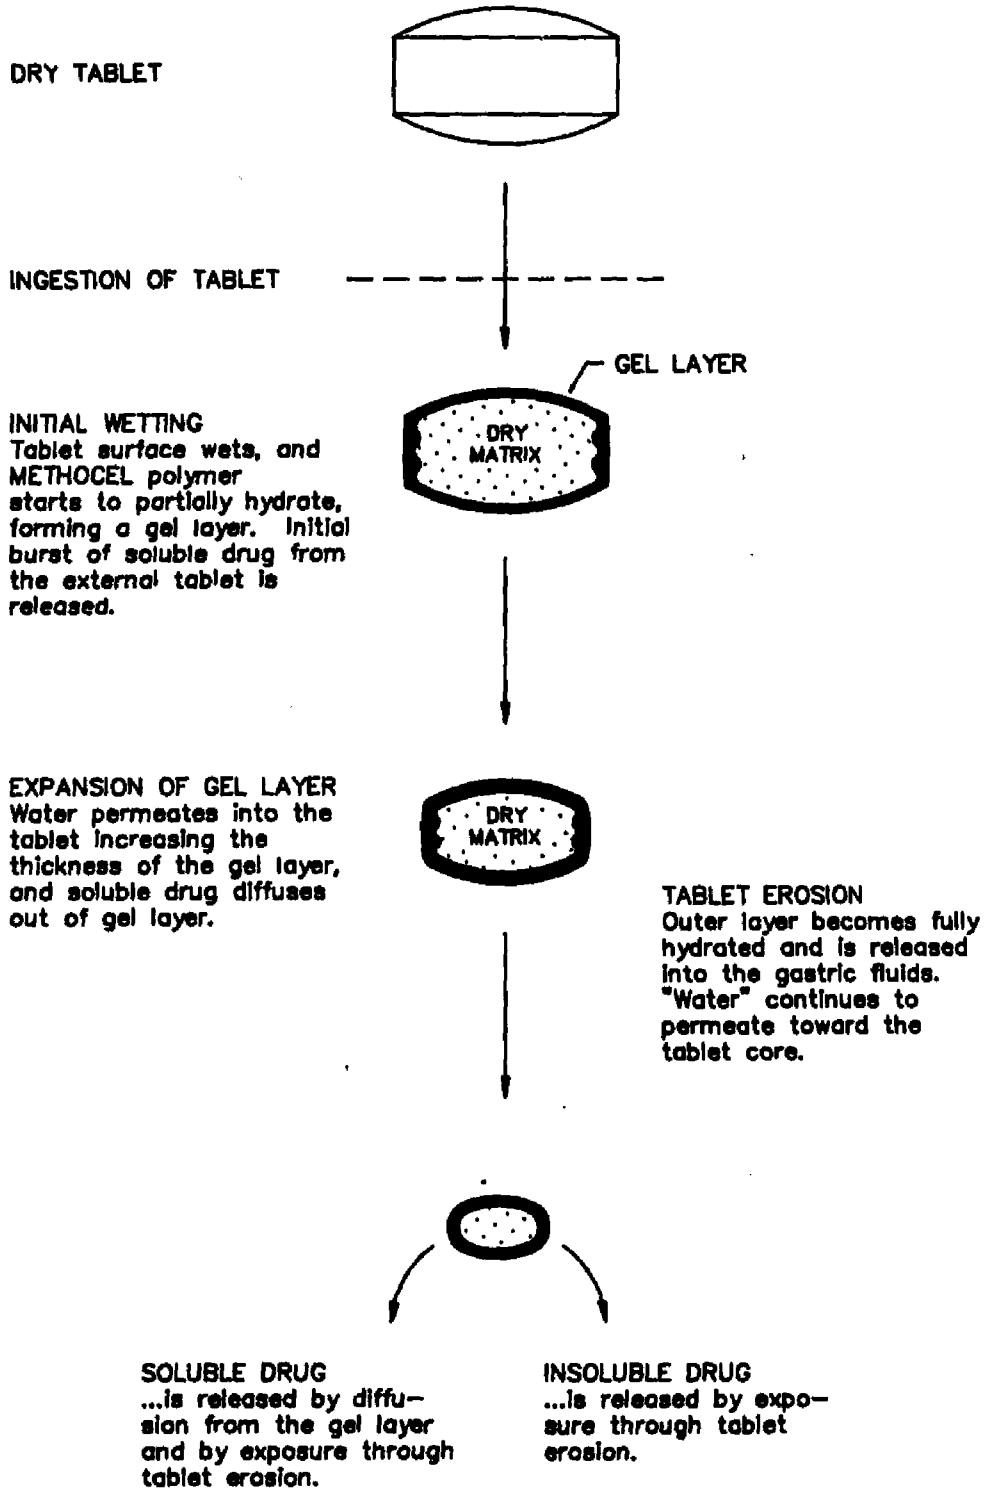 DRY TABLET
INGESTION OF TABLET
GEL LAYER
INITIAL WETTING
Tablet surface wets, and
METHOCEL polymer
starts to partially hydrate,
forming a gel layer. Initial
burst of soluble drug from
the external tablet is
released.
DRY
MATRIX
EXPANSION OF GEL LAYER
Water permeates into the
tablet increasing the
thickness of the gel layer,
and soluble drug diffuses
out of gel layer.
DRY
MATRIX
TABLET EROSION
Outer layer becomes fully
hydrated and is released
into the gastric fluids.
"Water" continues to
permeate toward the
tablet core.
SOLUBLE DRUG
...is released by diffu-
sion from the gel layer
and by exposure through
tablet erosion.
INSOLUBLE DRUG
...is released by expo-
sure through tablet
erosion.